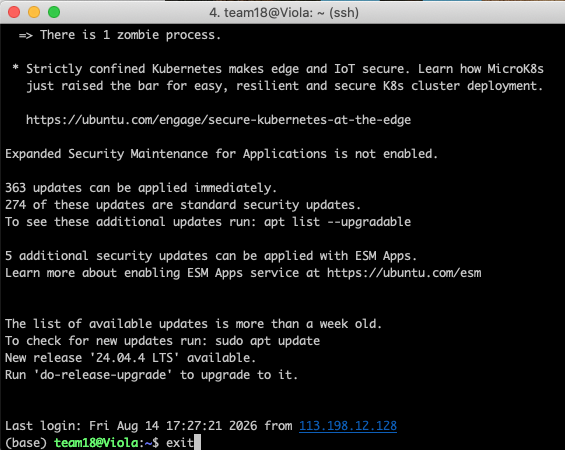 4. team18@Viola: ~ (ssh)
=> There is 1 zombie process.
* Strictly confined Kubernetes makes edge and IoT secure. Learn how MicroK8s
just raised the bar for easy, resilient and secure K8s cluster deployment.
https://ubuntu.com/engage/secure-kubernetes-at-the-edge
Expanded Security Maintenance for Applications is not enabled.
363 updates can be applied immediately.
274 of these updates are standard security updates.
To see these additional updates run: apt list --upgradable
5 additional security updates can be applied with ESM Apps.
Learn more about enabling ESM Apps service at https://ubuntu.com/esm
The list of available updates is more than a week old.
To check for new updates run: sudo apt update
New release '24.04.4 LTS' available.
Run 'do-release-upgrade' to upgrade to it.
Last login: Fri Aug 14 17:27:21 2026 from 113.198.12.128
(base) team18@Viola:~$ exit